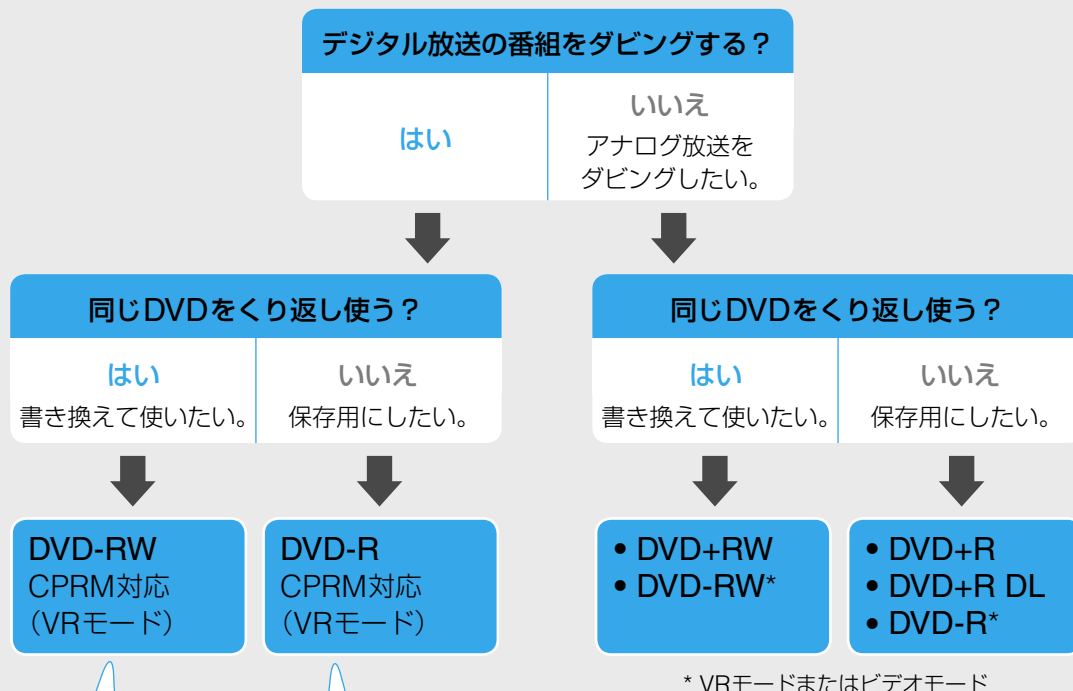 デジタル放送の番組をダビングする?
はい
いいえ
アナログ放送を
ダビングしたい。
同じDVDをくり返し使う?
はい
書き換えて使いたい。
いいえ
保存用にしたい。
同じDVDをくり返し使う?
はい
書き換えて使いたい。
いいえ
保存用にしたい。
DVD-RW
CPRM対応
(VRモード)
DVD-R
CPRM対応
(VRモード)
• DVD+RW
• DVD-RW*
• DVD+R
• DVD+R DL
• DVD-R*
* VRモードまたはビデオモード